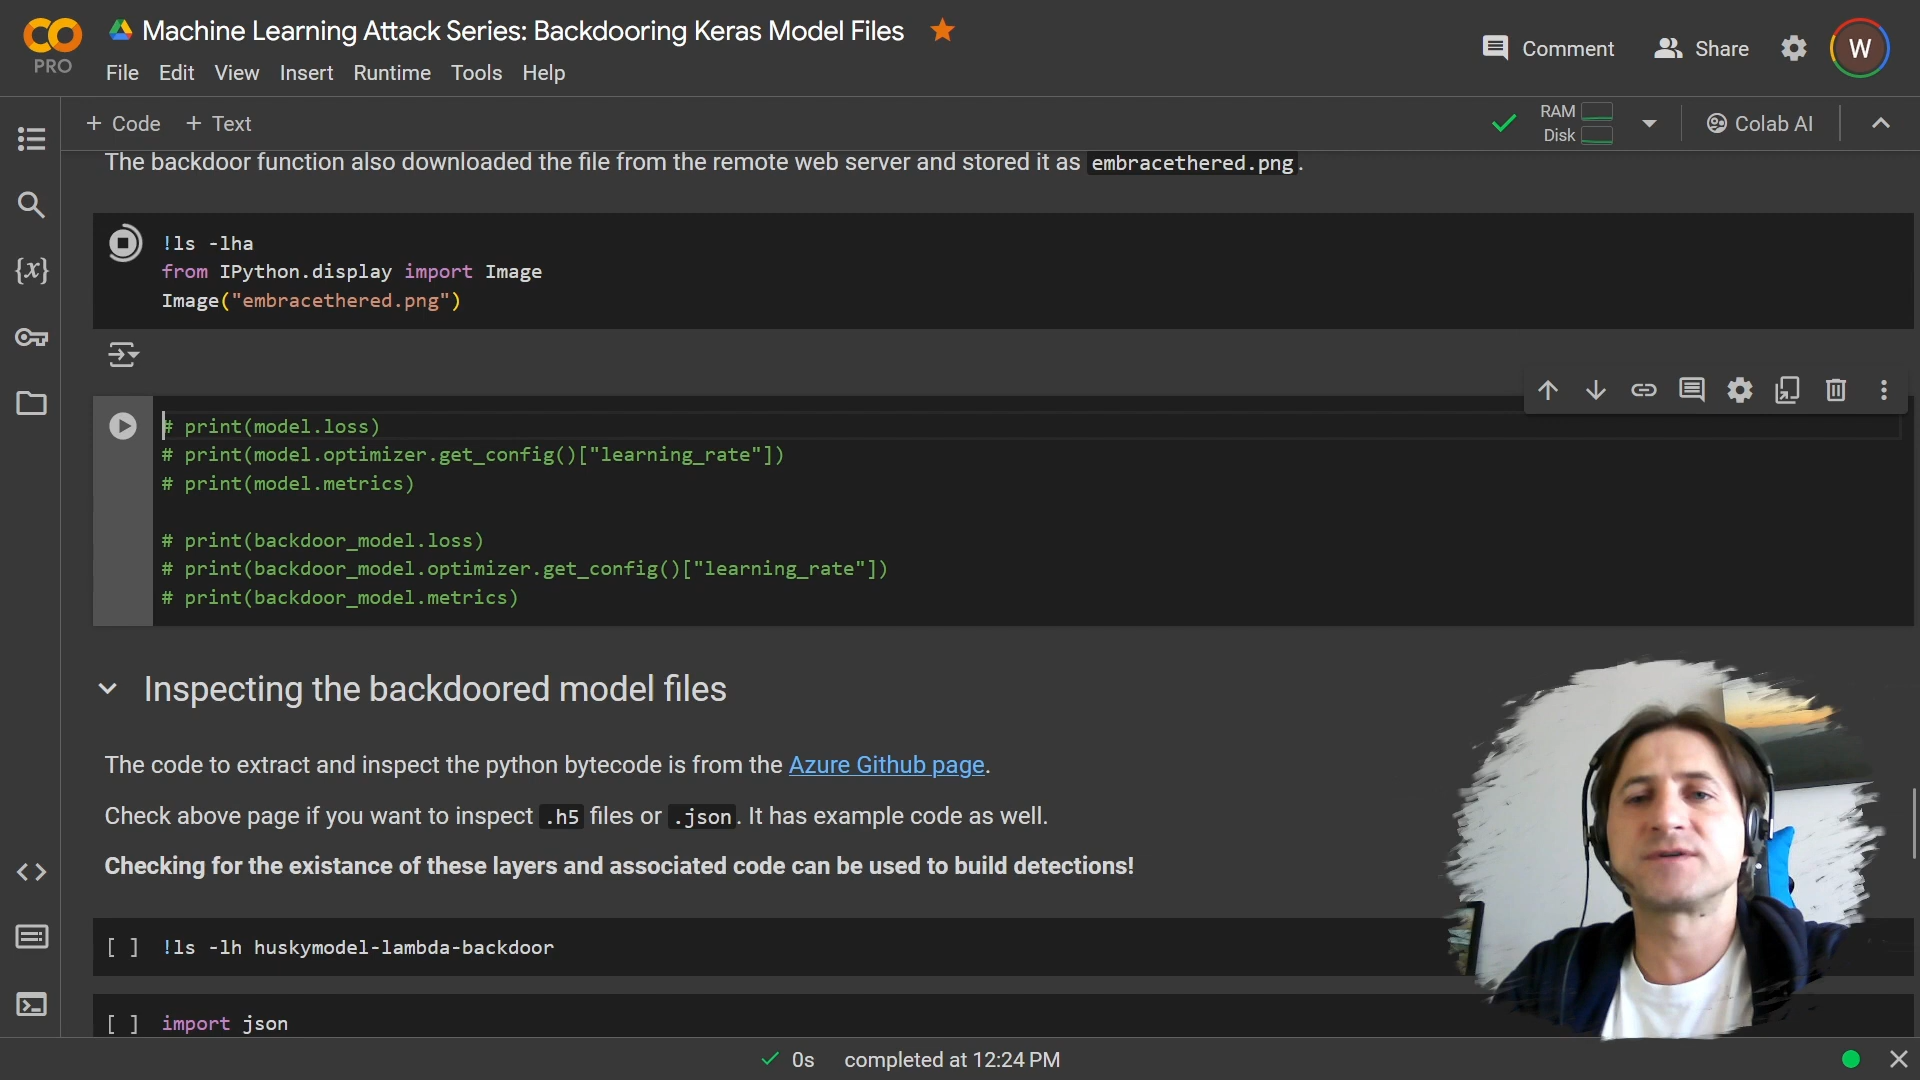 Machine Learning Attack Series: Backdooring Keras Model Files
PRO
File Edit View Insert Runtime Tools Help
Comment Share W
+ Code + Text
RAM
Disk
Colab AI
The backdoor function also downloaded the file from the remote web server and stored it as embracethered.png.
!ls -lha
from IPython.display import Image
Image("embracethered.png")
{x}
# print(model.loss)
# print(model.optimizer.get_config()["learning_rate"])
# print(model.metrics)
# print(backdoor_model.loss)
# print(backdoor_model.optimizer.get_config()["learning_rate"])
# print(backdoor_model.metrics)
Inspecting the backdoored model files
The code to extract and inspect the python bytecode is from the Azure Github page.
Check above page if you want to inspect .h5 files or .json. It has example code as well.
Checking for the existance of these layers and associated code can be used to build detections!
[ ] !ls -lh huskymodel-lambda-backdoor
[ ] import json
0s completed at 12:24 PM